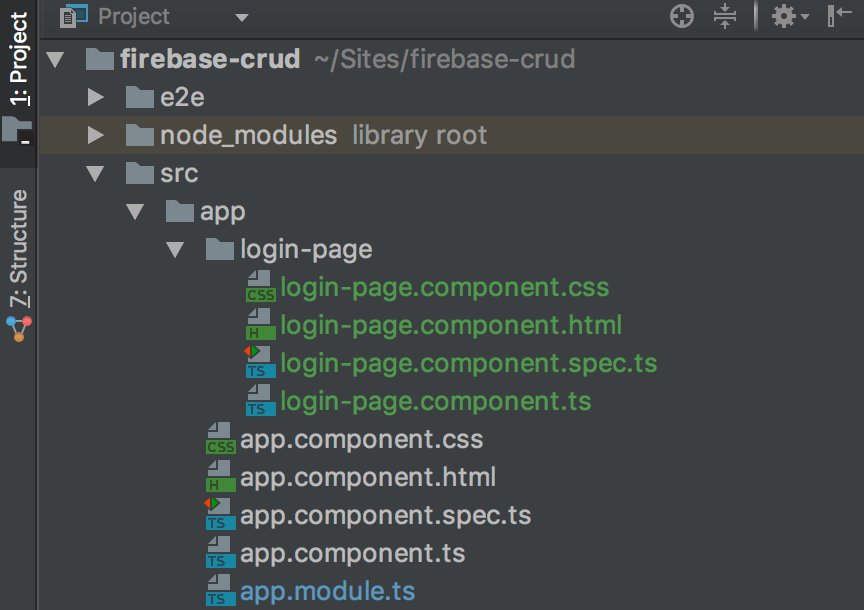 Project
1: Project
firebase-crud ~/Sites/firebase-crud
e2e
node_modules library root
src
7: Structure
app
login-page
CSS login-page.component.css
H login-page.component.html
TS login-page.component.spec.ts
TS login-page.component.ts
CSS app.component.css
H app.component.html
TS app.component.spec.ts
TS app.component.ts
TS app.module.ts